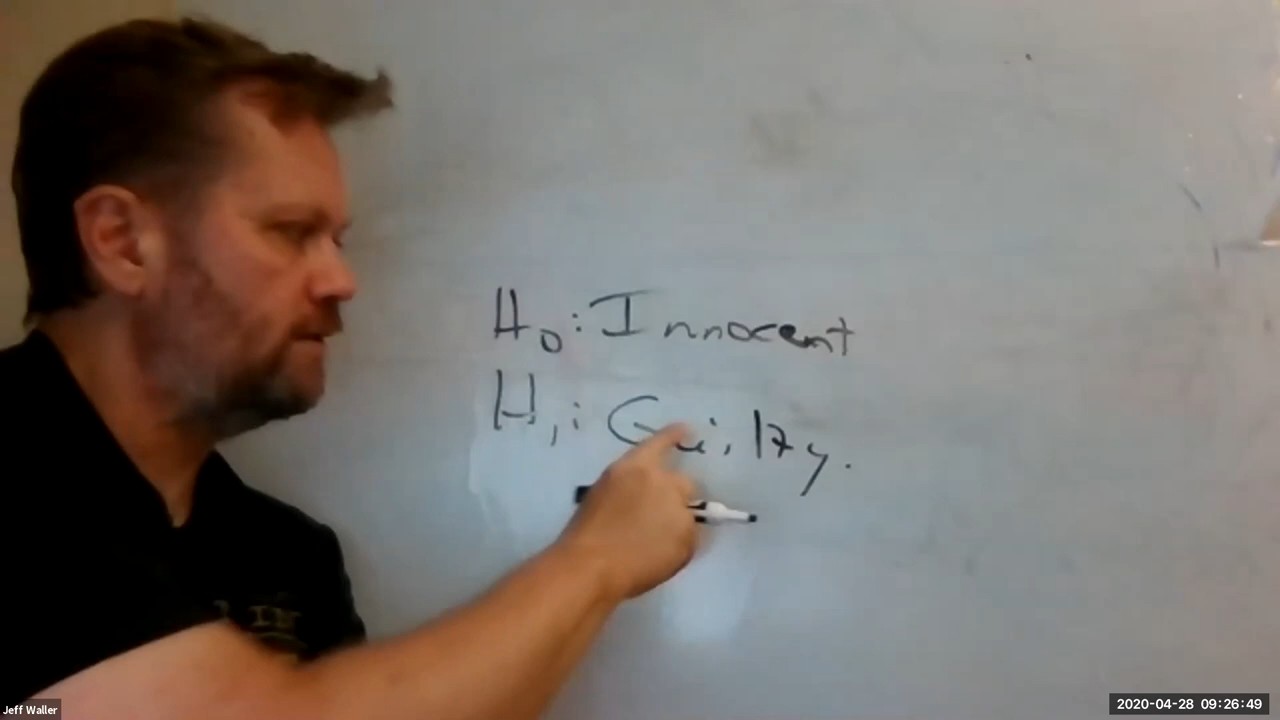 H0: Innocent
H1: Guilty.
Jeff Waller
2020-04-28 09:26:49